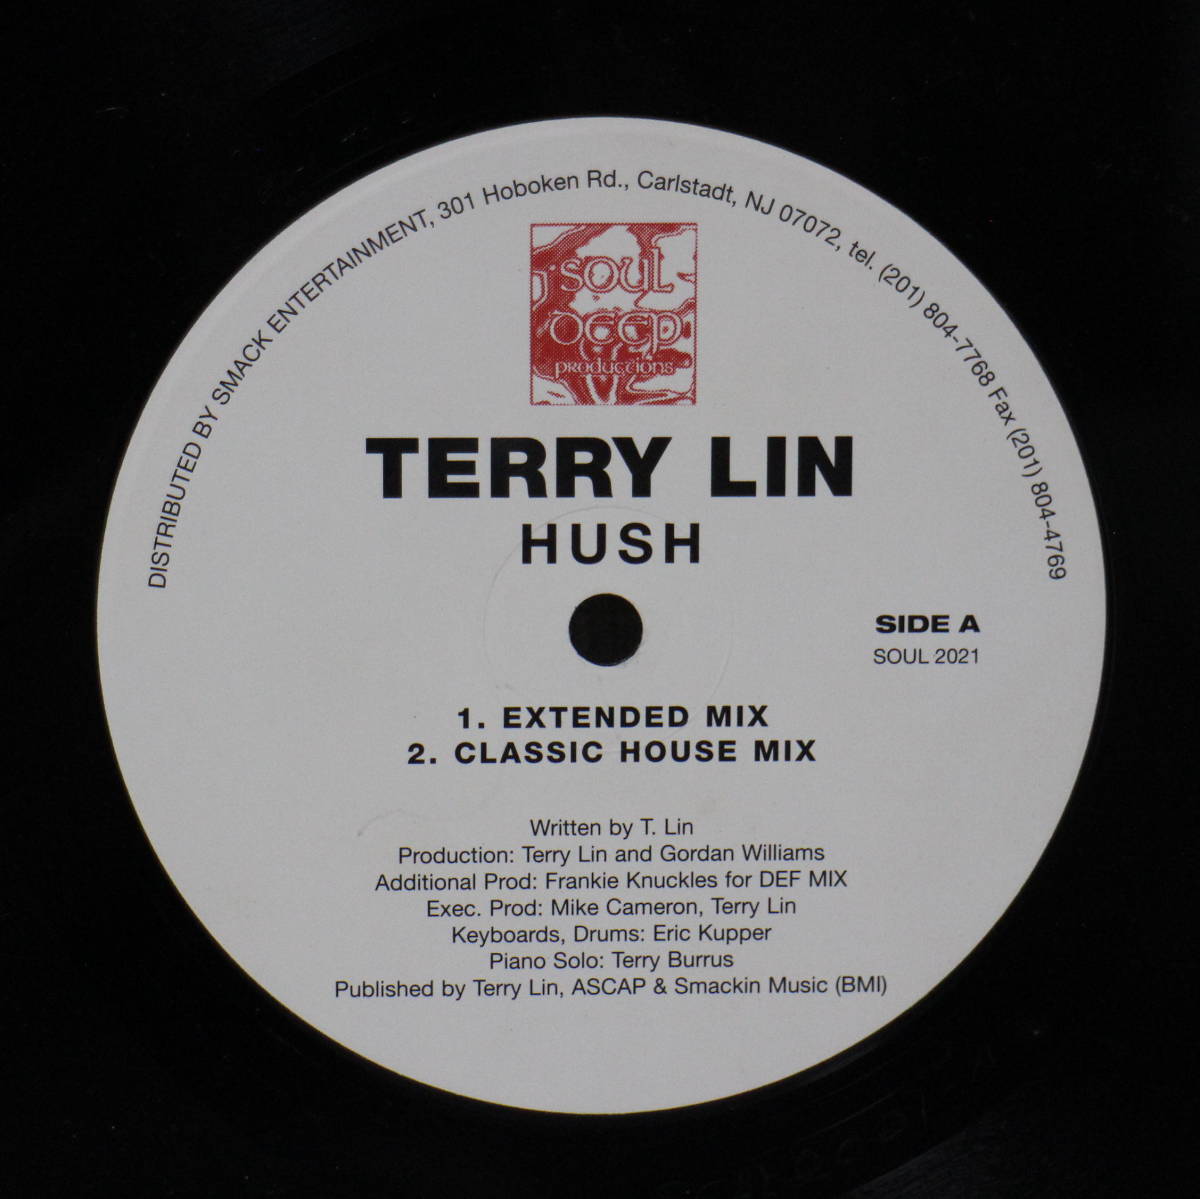 DISTRIBUTED BY SMACK ENTERTAINMENT, 301 Hoboken Rd., Carlstadt, NJ 07072, tel. (201) 804-7768 Fax (201) 804-4769
SOUL
DEEP
PRODUCTIONS
TERRY LIN
HUSH
SIDE A
SOUL 2021
1. EXTENDED MIX
2. CLASSIC HOUSE MIX
Written by T. Lin
Production: Terry Lin and Gordan Williams
Additional Prod: Frankie Knuckles for DEF MIX
Exec. Prod: Mike Cameron, Terry Lin
Keyboards, Drums: Eric Kupper
Piano Solo: Terry Burrus
Published by Terry Lin, ASCAP & Smackin Music (BMI)